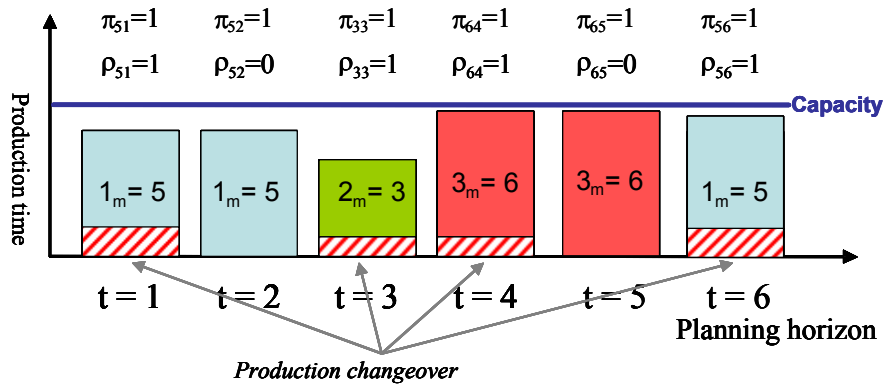 π₅₁=1 π₅₂=1 π₃₃=1 π₆₄=1 π₆₅=1 π₅₆=1
ρ₅₁=1 ρ₅₂=0 ρ₃₃=1 ρ₆₄=1 ρ₆₅=0 ρ₅₆=1
Capacity
Production time
1ₘ= 5 1ₘ= 5 2ₘ= 3 3ₘ= 6 3ₘ= 6 1ₘ= 5
t = 1 t = 2 t = 3 t = 4 t = 5 t = 6
Planning horizon
Production changeover